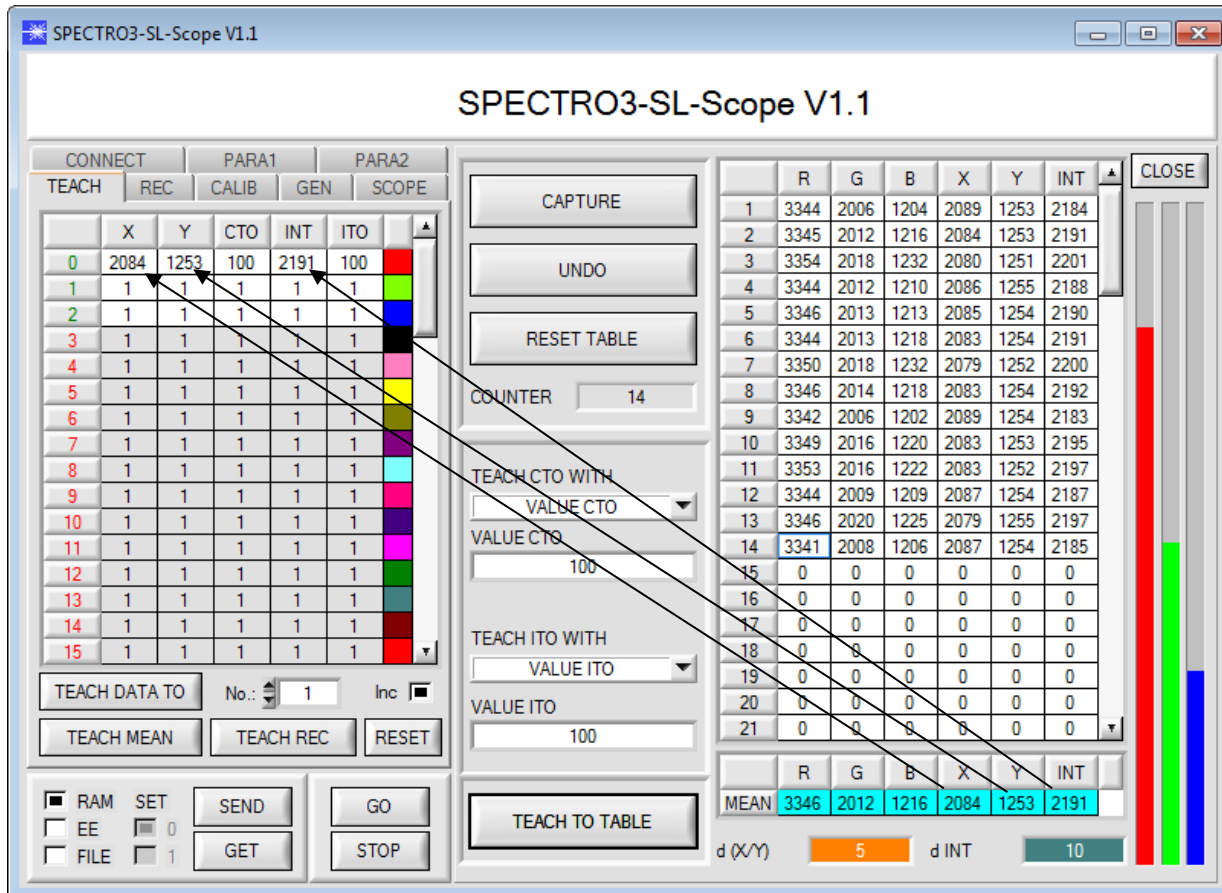 SPECTRO3-SL-Scope V1.1
SPECTRO3-SL-Scope V1.1
CONNECT PARA1 PARA2
TEACH REC CALIB GEN SCOPE
X Y CTO INT ITO
0 2084 1253 100 2191 100
1 1 1 1 1 1
2 1 1 1 1 1
3 1 1 1 1 1
4 1 1 1 1 1
5 1 1 1 1 1
6 1 1 1 1 1
7 1 1 1 1 1
8 1 1 1 1 1
9 1 1 1 1 1
10 1 1 1 1 1
11 1 1 1 1 1
12 1 1 1 1 1
13 1 1 1 1 1
14 1 1 1 1 1
15 1 1 1 1 1
TEACH DATA TO No.: 1 Inc
TEACH MEAN TEACH REC RESET
RAM SET SEND GO
EE 0
FILE 1 GET STOP
CAPTURE
UNDO
RESET TABLE
COUNTER 14
TEACH CTO WITH
VALUE CTO
VALUE CTO
100
TEACH ITO WITH
VALUE ITO
VALUE ITO
100
TEACH TO TABLE
R G B X Y INT
1 3344 2006 1204 2089 1253 2184
2 3345 2012 1216 2084 1253 2191
3 3354 2018 1232 2080 1251 2201
4 3344 2012 1210 2086 1255 2188
5 3346 2013 1213 2085 1254 2190
6 3344 2013 1218 2083 1254 2191
7 3350 2018 1232 2079 1252 2200
8 3346 2014 1218 2083 1254 2192
9 3342 2006 1202 2089 1254 2183
10 3349 2016 1220 2083 1253 2195
11 3353 2016 1222 2083 1252 2197
12 3344 2009 1209 2087 1254 2187
13 3346 2020 1225 2079 1255 2197
14 3341 2008 1206 2087 1254 2185
15 0 0 0 0 0 0
16 0 0 0 0 0 0
17 0 0 0 0 0 0
18 0 0 0 0 0 0
19 0 0 0 0 0 0
20 0 0 0 0 0 0
21 0 0 0 0 0 0
R G B X Y INT
MEAN 3346 2012 1216 2084 1253 2191
d (X/Y) 5 d INT 10
CLOSE